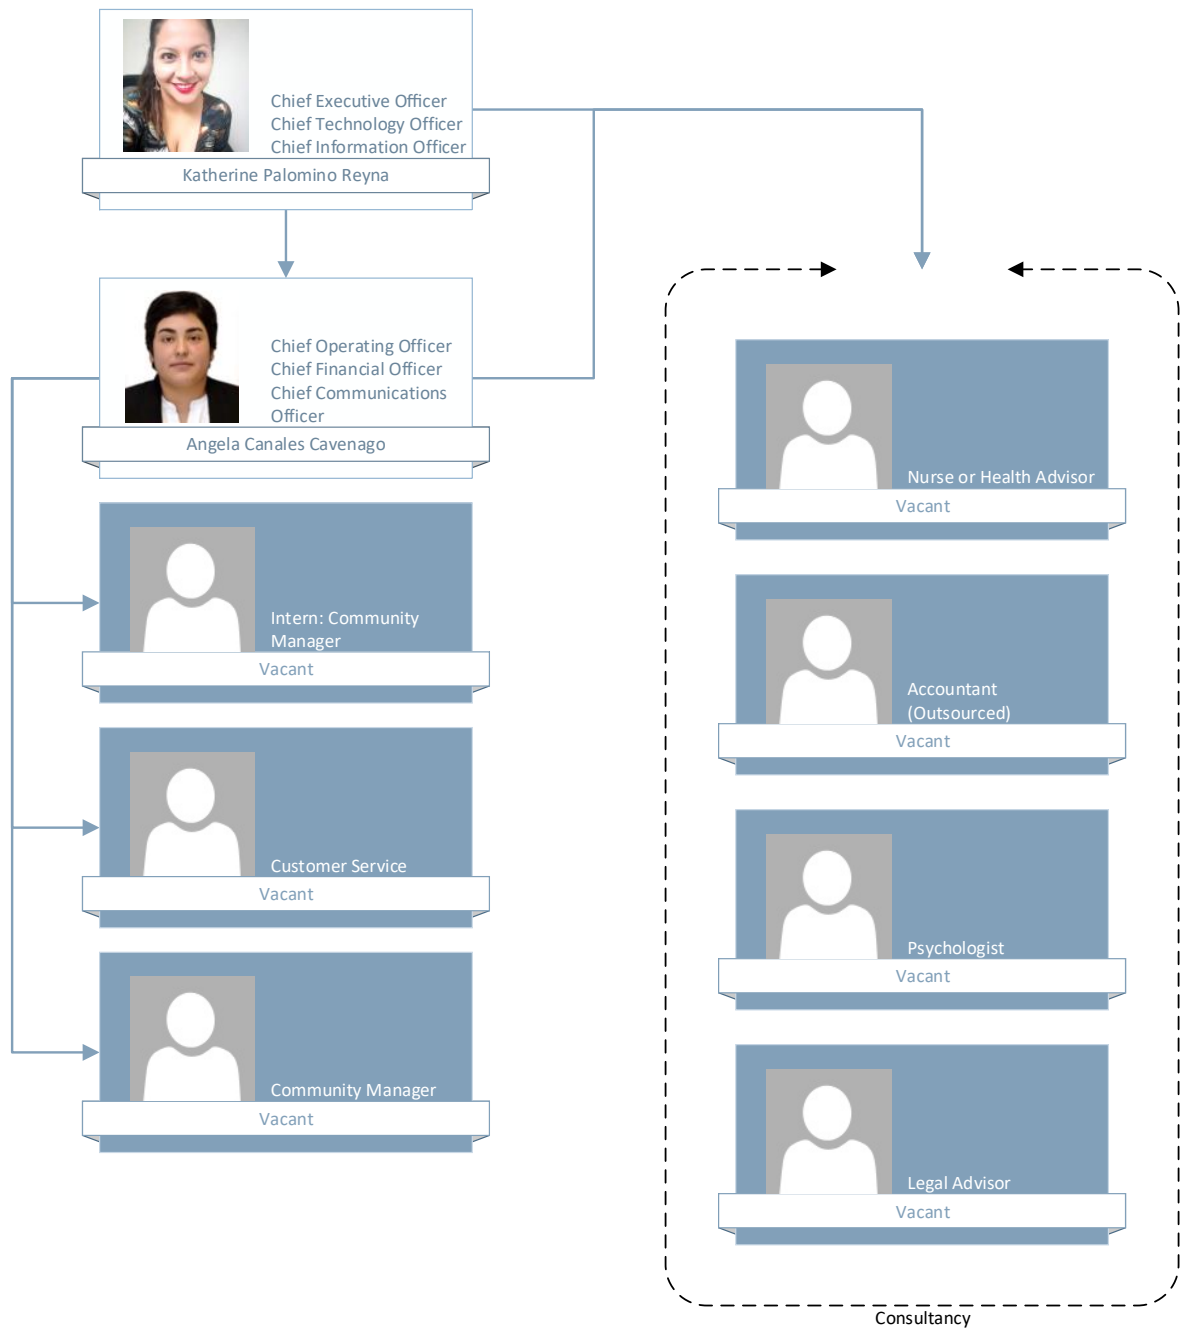 Chief Executive Officer
Chief Technology Officer
Chief Information Officer
Katherine Palomino Reyna
Chief Operating Officer
Chief Financial Officer
Chief Communications
Officer
Angela Canales Cavenago
Intern: Community
Manager
Vacant
Customer Service
Vacant
Community Manager
Vacant
Nurse or Health Advisor
Vacant
Accountant
(Outsourced)
Vacant
Psychologist
Vacant
Legal Advisor
Vacant
Consultancy